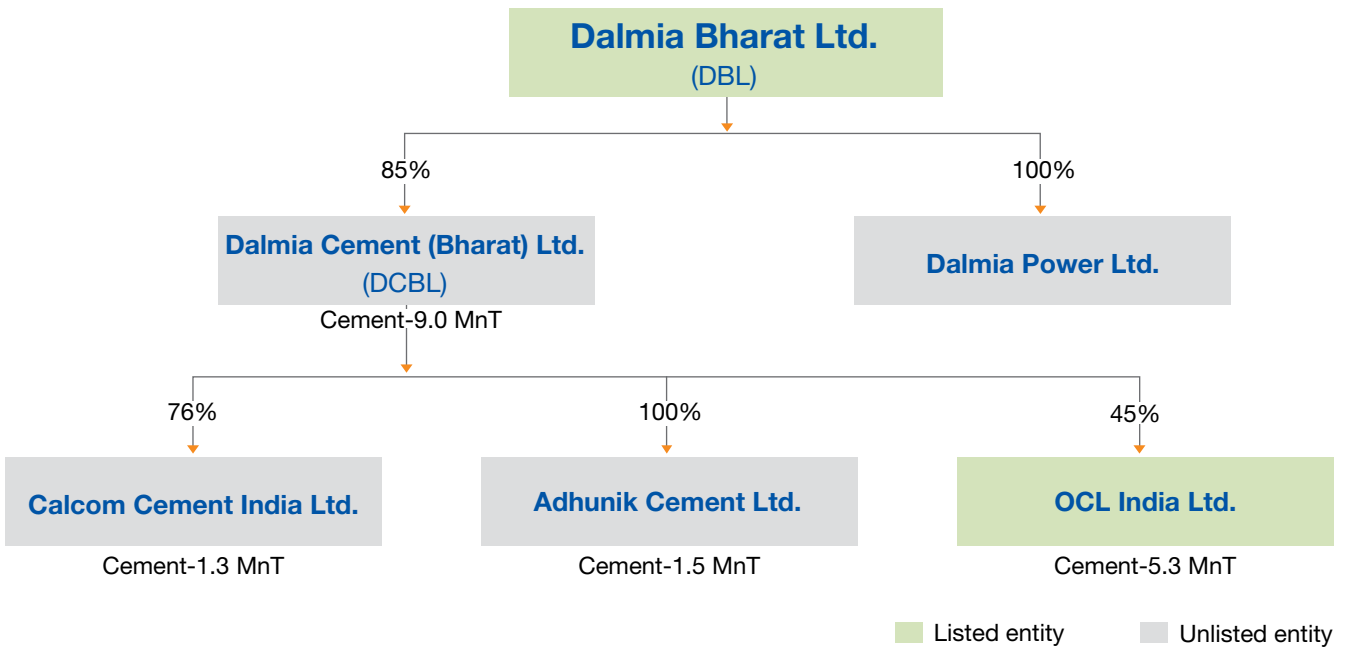 Dalmia Bharat Ltd.
(DBL)
85%
100%
Dalmia Cement (Bharat) Ltd.
(DCBL)
Dalmia Power Ltd.
Cement-9.0 MnT
76%
100%
45%
Calcom Cement India Ltd.
Adhunik Cement Ltd.
OCL India Ltd.
Cement-1.3 MnT
Cement-1.5 MnT
Cement-5.3 MnT
Listed entity
Unlisted entity